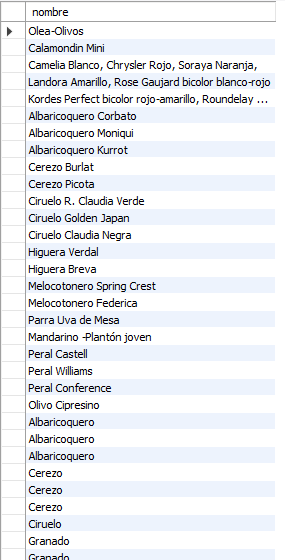 nombre
Olea-Olivos
Calamondin Mini
Camelia Blanco, Chrysler Rojo, Soraya Naranja,
Landora Amarillo, Rose Gaujard bicolor blanco-rojo
Kordes Perfect bicolor rojo-amarillo, Roundelay ...
Albaricoquero Corbato
Albaricoquero Moniqui
Albaricoquero Kurrot
Cerezo Burlat
Cerezo Picota
Ciruelo R. Claudia Verde
Ciruelo Golden Japan
Ciruelo Claudia Negra
Higuera Verdal
Higuera Breva
Melocotonero Spring Crest
Melocotonero Federica
Parra Uva de Mesa
Mandarino -Plantón joven
Peral Castell
Peral Williams
Peral Conference
Olivo Cipresino
Albaricoquero
Albaricoquero
Albaricoquero
Cerezo
Cerezo
Cerezo
Ciruelo
Granado
Granado